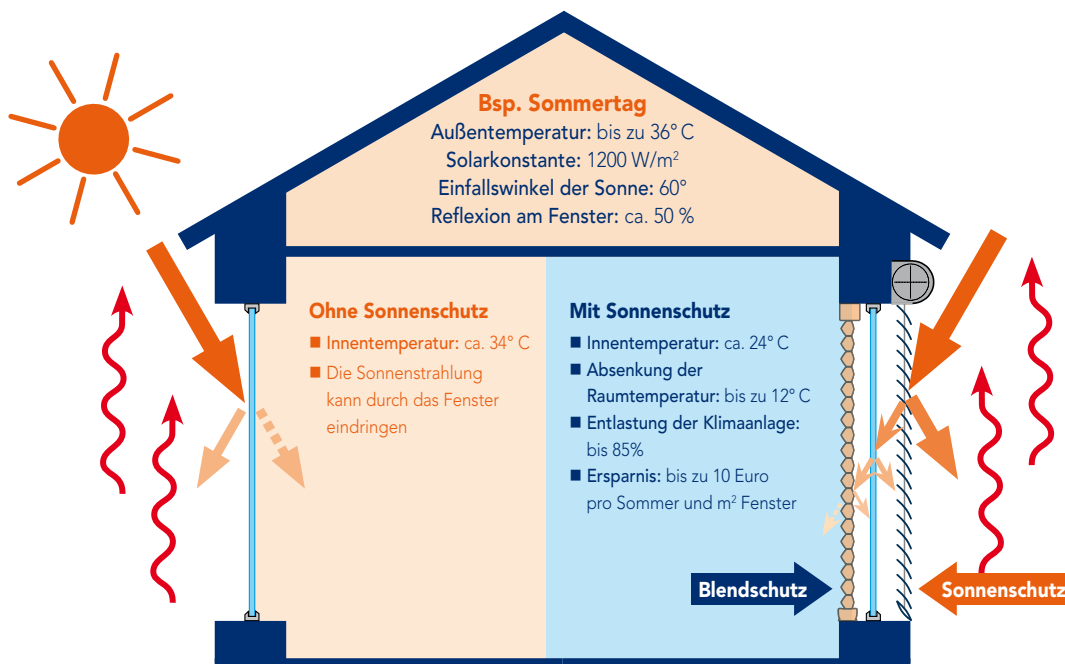 Bsp. Sommertag
Außentemperatur: bis zu 36° C
Solarkonstante: 1200 W/m²
Einfallswinkel der Sonne: 60°
Reflexion am Fenster: ca. 50 %
Ohne Sonnenschutz
■ Innentemperatur: ca. 34° C
■ Die Sonnenstrahlung
kann durch das Fenster
eindringen
Mit Sonnenschutz
■ Innentemperatur: ca. 24° C
■ Absenkung der
Raumtemperatur: bis zu 12° C
■ Entlastung der Klimaanlage:
bis 85%
■ Ersparnis: bis zu 10 Euro
pro Sommer und m² Fenster
Blendschutz
Sonnenschutz